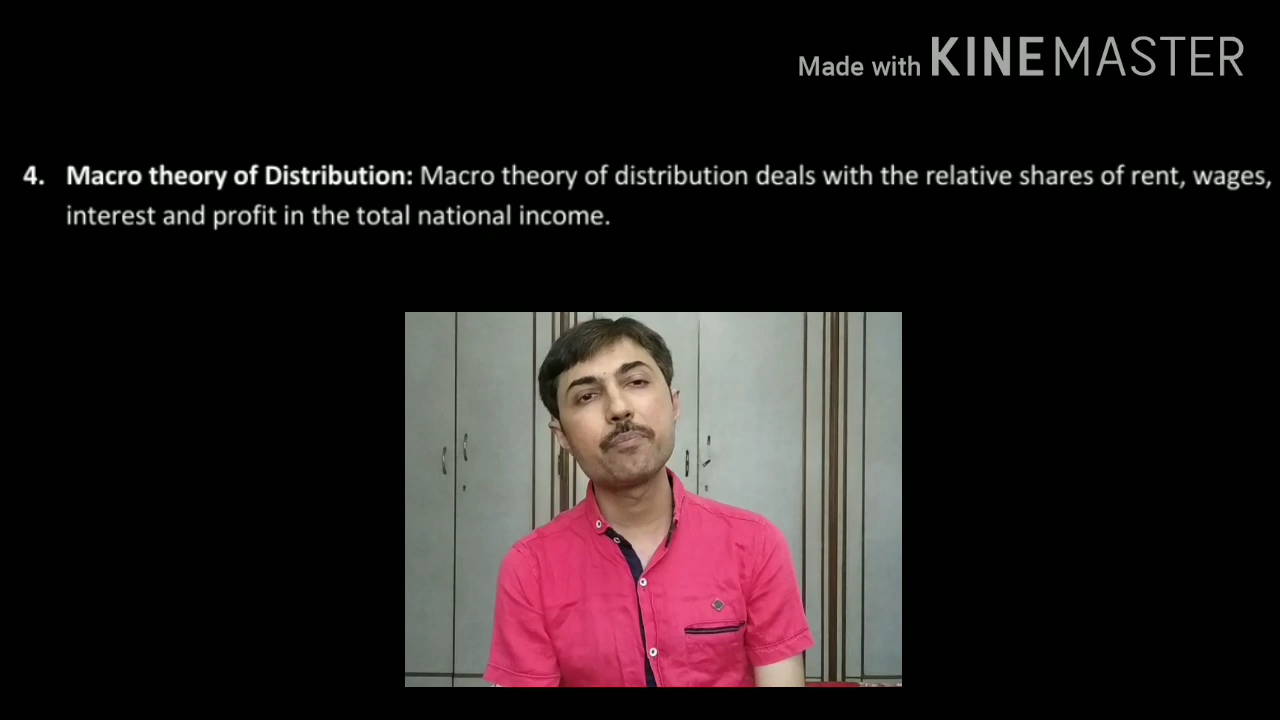 Made with KINEMASTER
4. Macro theory of Distribution: Macro theory of distribution deals with the relative shares of rent, wages,
interest and profit in the total national income.